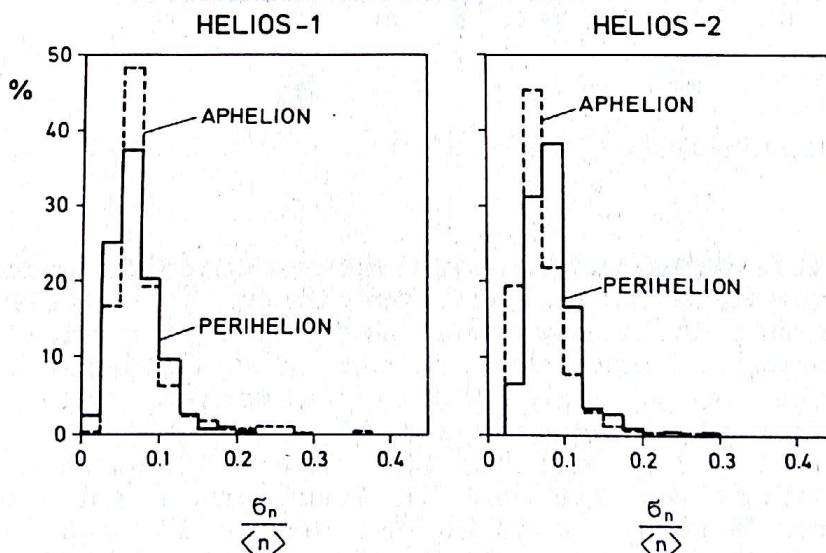 HELIOS-1
HELIOS-2
%
50
40
30
20
10
0
APHELION
PERIHELION
0
0.1
0.2
0.3
0.4
σn
⟨n⟩
APHELION
PERIHELION
0
0.1
0.2
0.3
0.4
σn
⟨n⟩